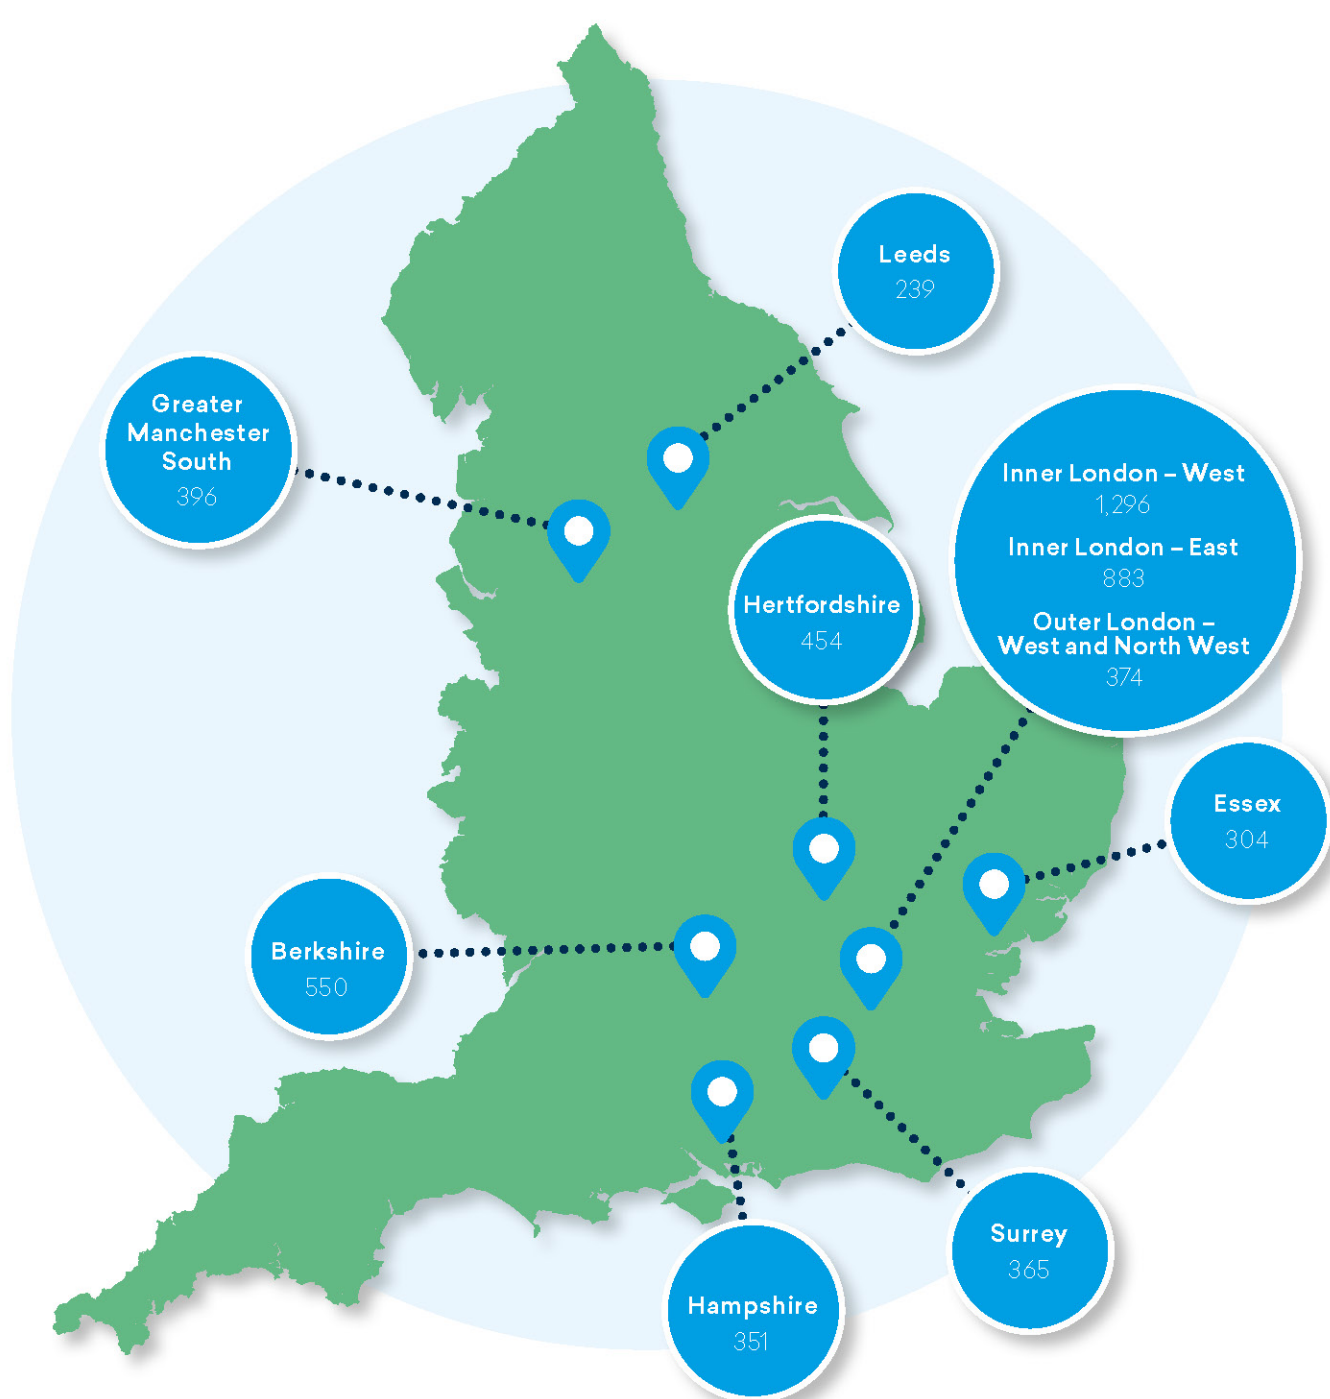 Leeds
239
Greater
Manchester
South
396
Inner London – West
1,296
Inner London – East
883
Outer London –
West and North West
374
Hertfordshire
454
Essex
304
Berkshire
550
Surrey
365
Hampshire
351